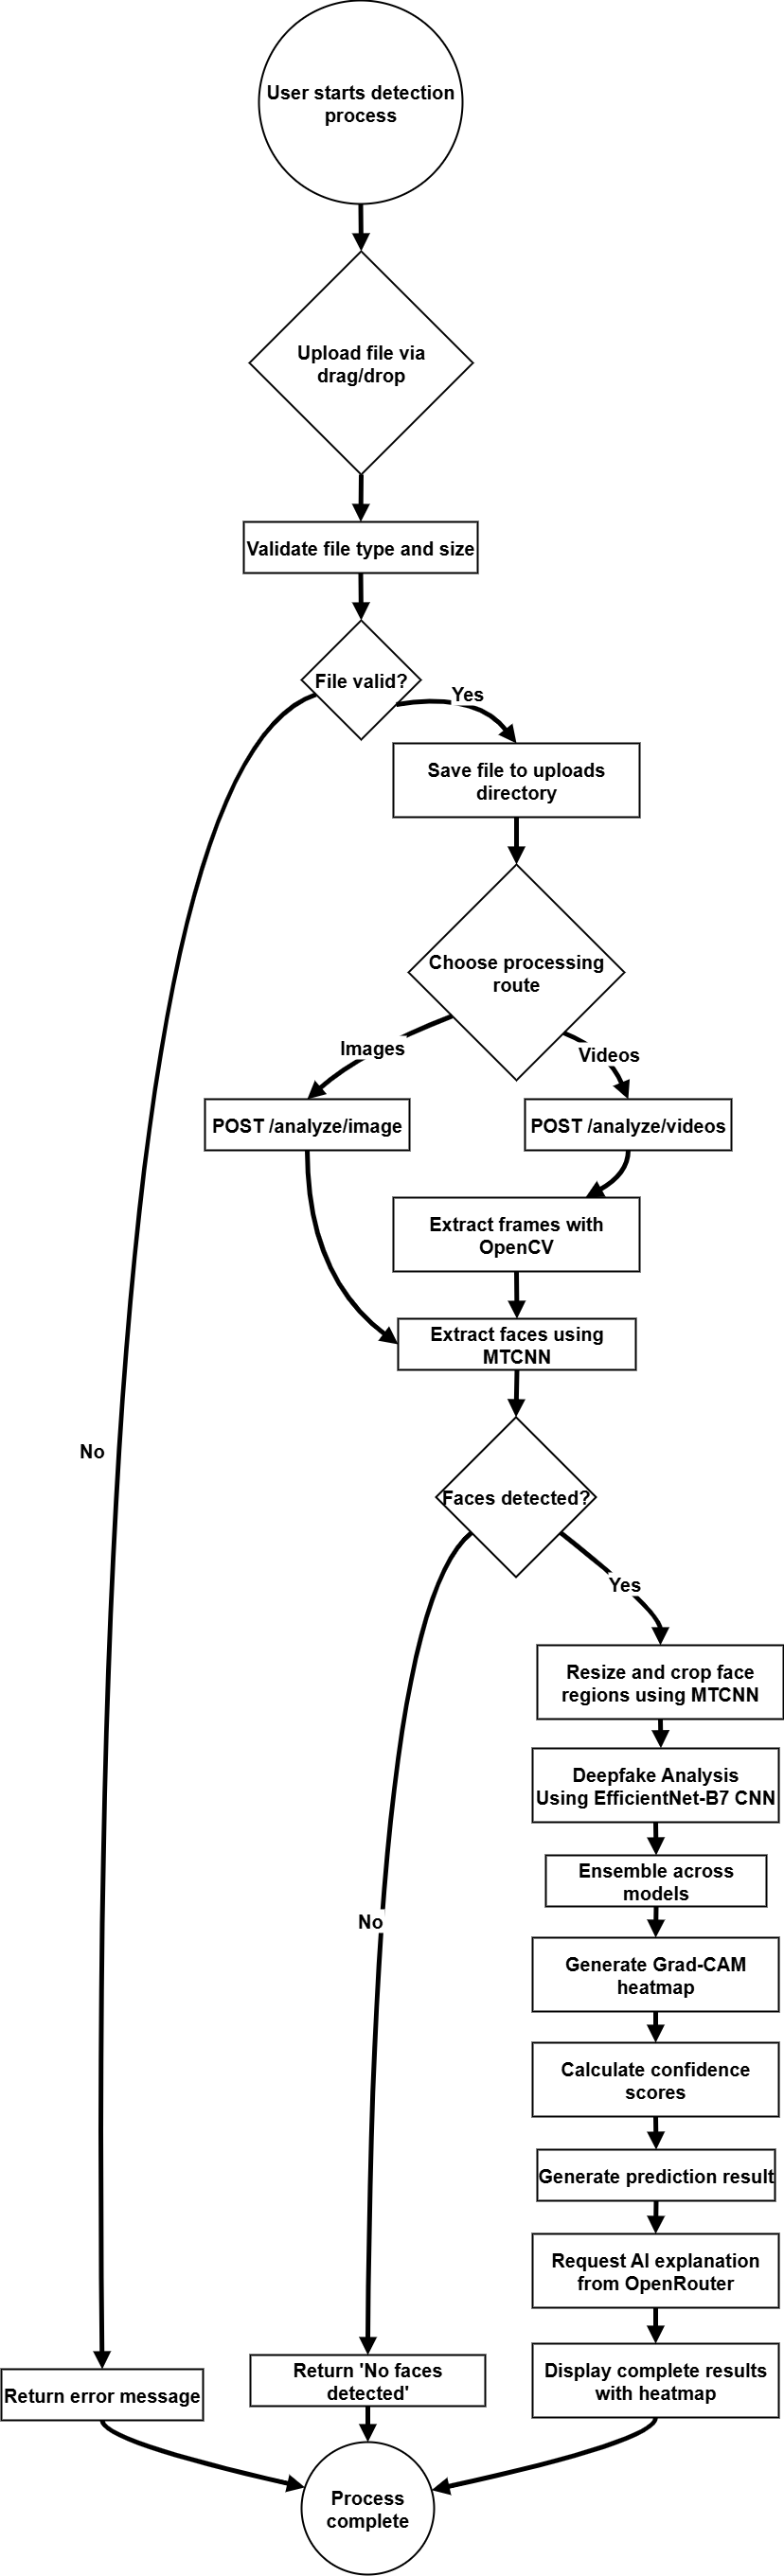 User starts detection
process
Upload file via
drag/drop
Validate file type and size
File valid?
Yes
Save file to uploads
directory
Choose processing
route
Images
Videos
POST /analyze/image
POST /analyze/videos
Extract frames with
OpenCV
Extract faces using
MTCNN
No
Faces detected?
Yes
Resize and crop face
regions using MTCNN
Deepfake Analysis
Using EfficientNet-B7 CNN
Ensemble across
models
No
Generate Grad-CAM
heatmap
Calculate confidence
scores
Generate prediction result
Request AI explanation
from OpenRouter
Display complete results
with heatmap
Return 'No faces
detected'
Return error message
Process
complete